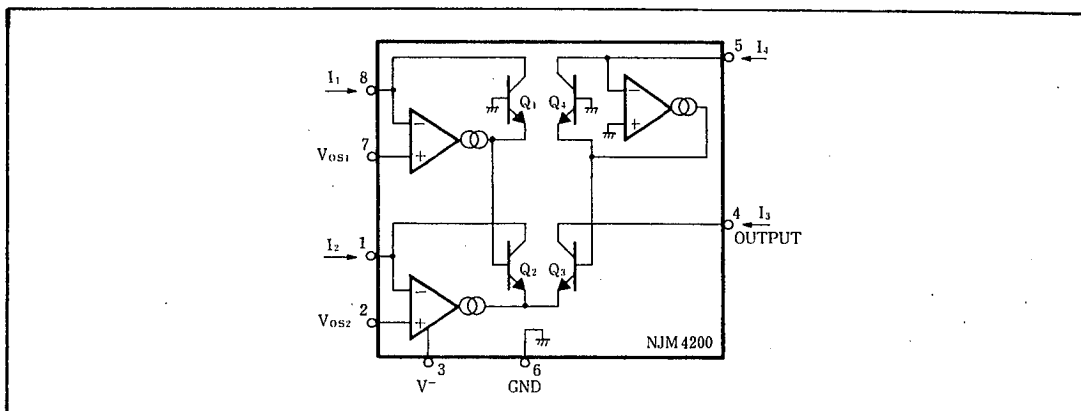 5 I₄
I₁ 8
Q₁ Q₄
− +
− +
7
VOS1
4 I₃
OUTPUT
I₂ 1
Q₂ Q₃
− +
2
VOS2
NJM4200
3 6
V− GND